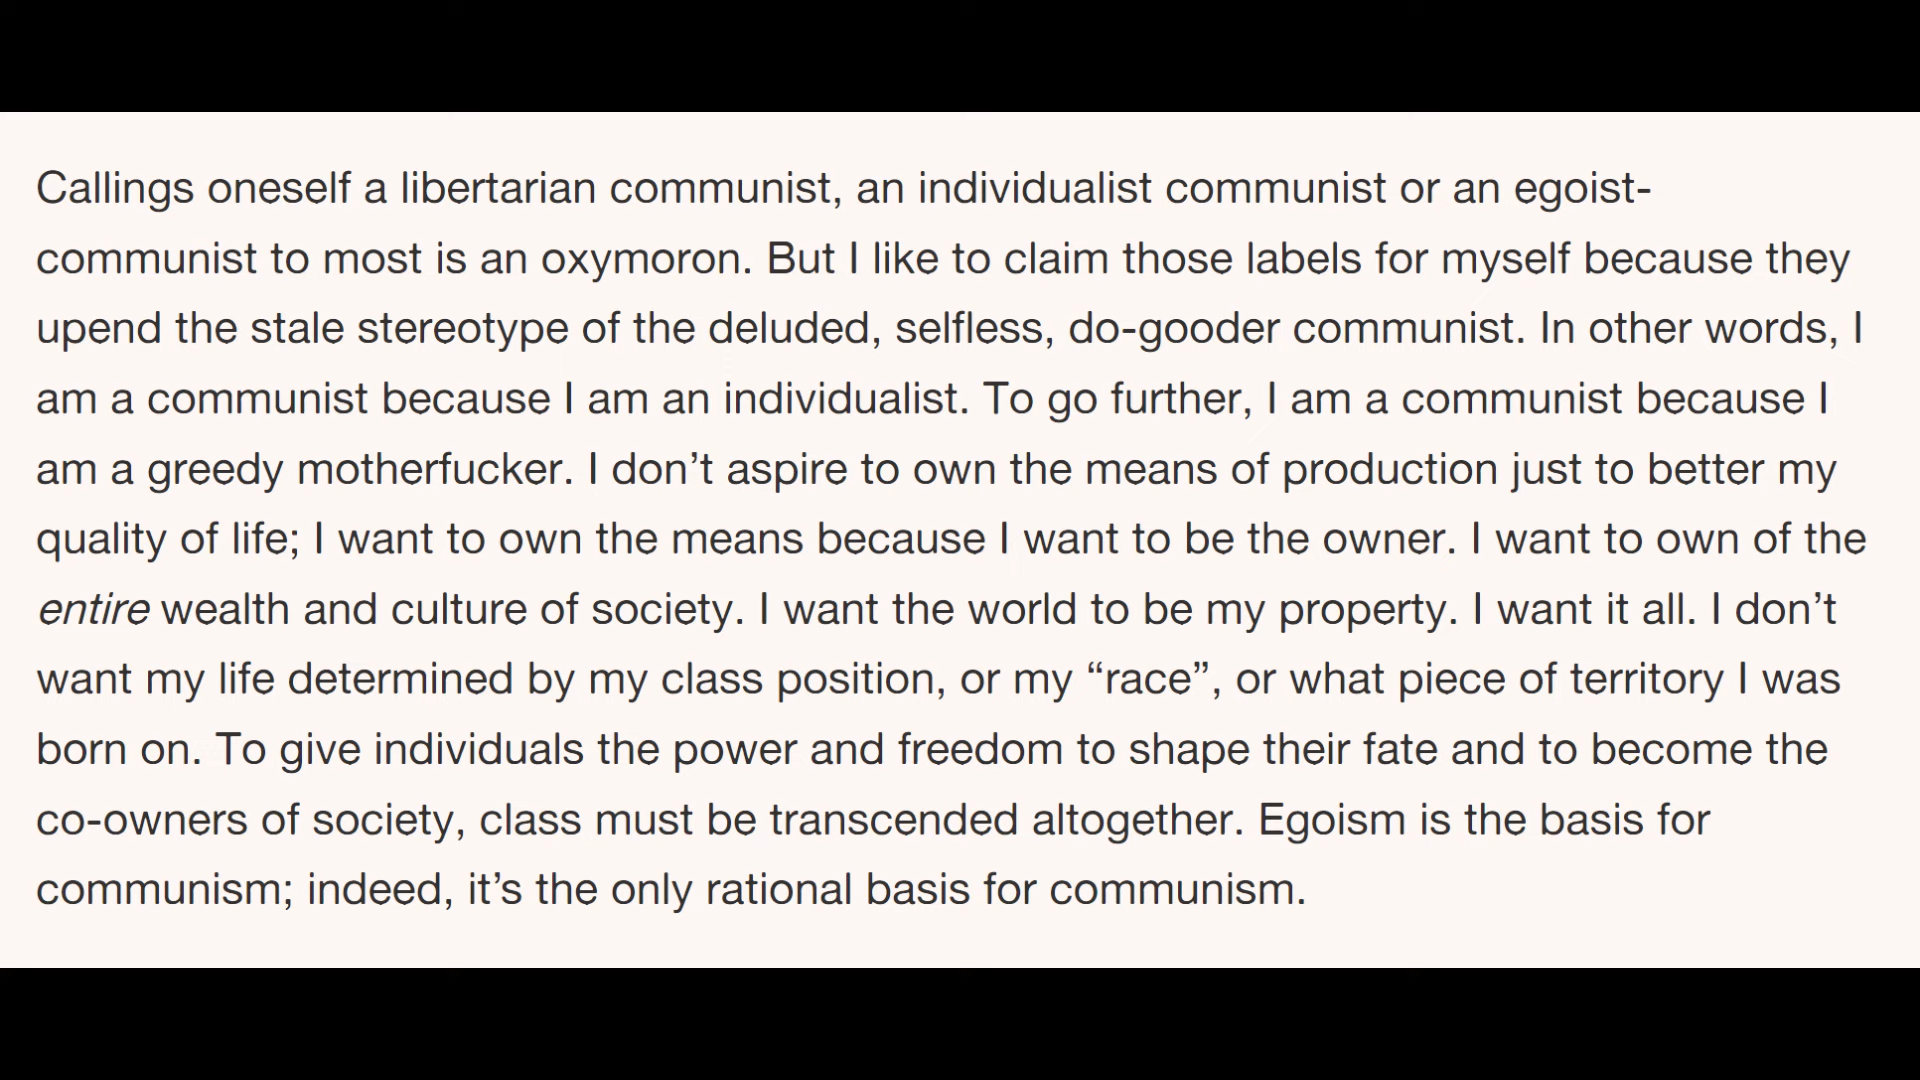 Callings oneself a libertarian communist, an individualist communist or an egoist-
communist to most is an oxymoron. But I like to claim those labels for myself because they
upend the stale stereotype of the deluded, selfless, do-gooder communist. In other words, I
am a communist because I am an individualist. To go further, I am a communist because I
am a greedy motherfucker. I don’t aspire to own the means of production just to better my
quality of life; I want to own the means because I want to be the owner. I want to own of the
entire wealth and culture of society. I want the world to be my property. I want it all. I don’t
want my life determined by my class position, or my “race”, or what piece of territory I was
born on. To give individuals the power and freedom to shape their fate and to become the
co-owners of society, class must be transcended altogether. Egoism is the basis for
communism; indeed, it’s the only rational basis for communism.